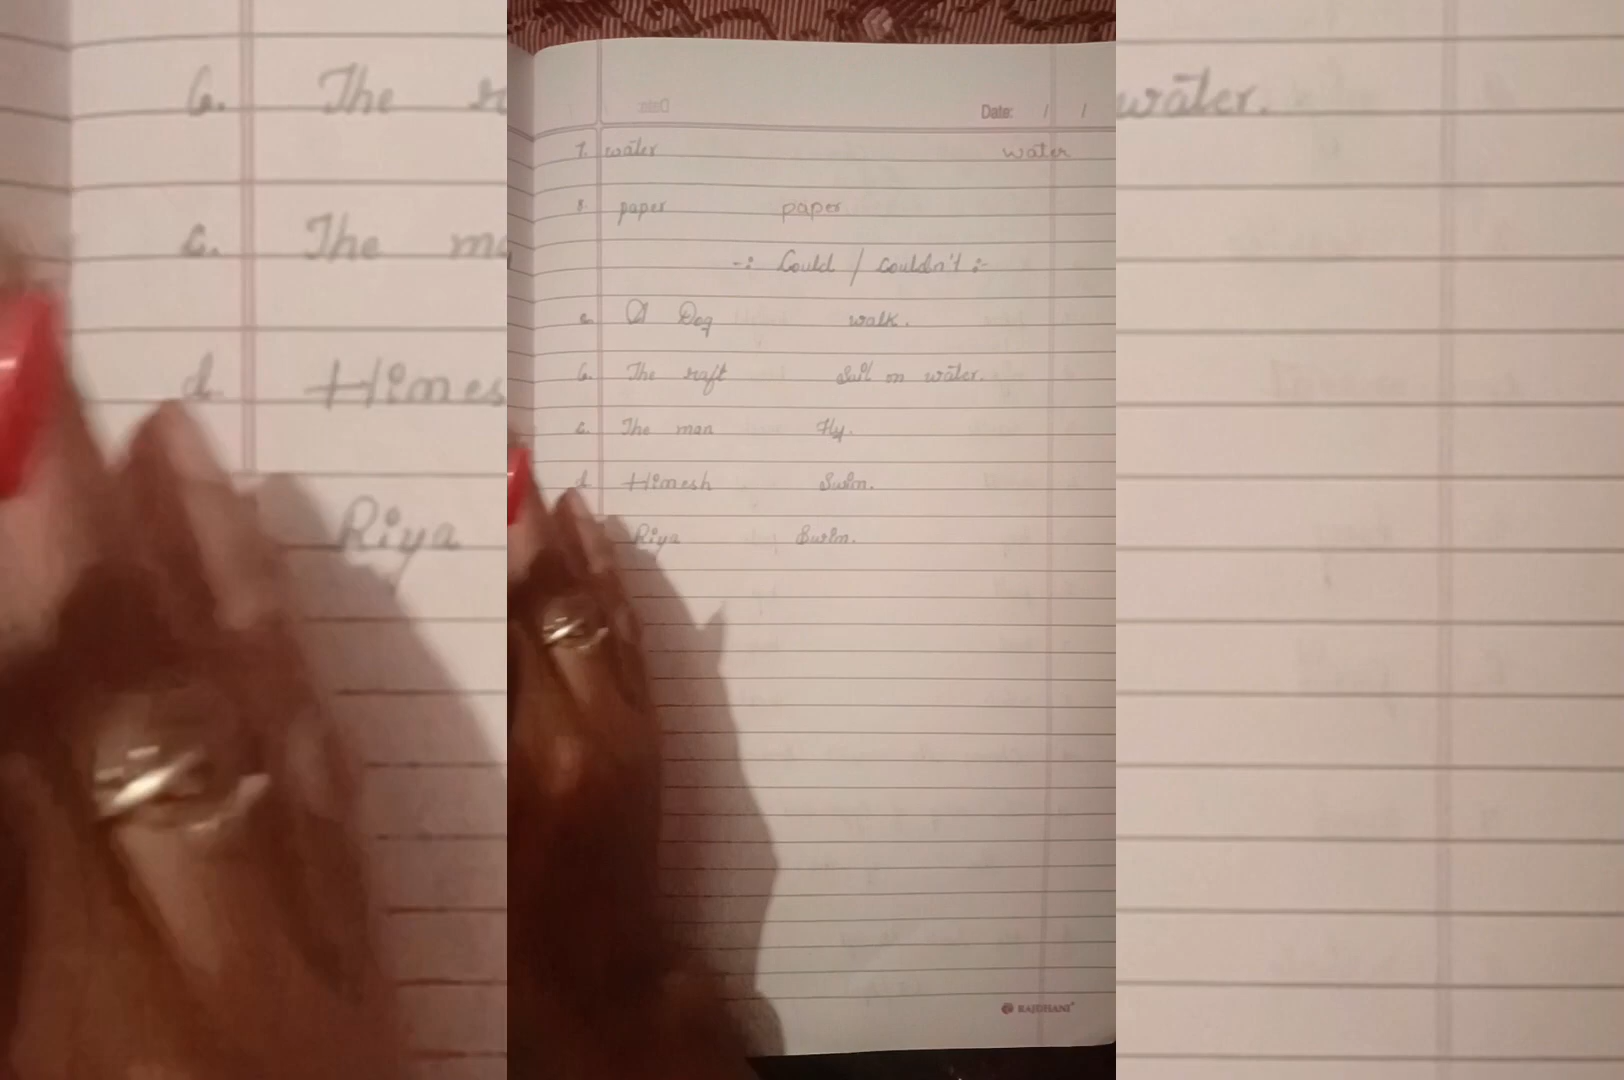 Date: / /
7. water water
8. paper paper
-: Could / Couldn't :-
a. A Dog walk.
b. The raft Sail on water.
c. The man Fly.
d. Himesh Swim.
Riya Swim.
RAJDHANI